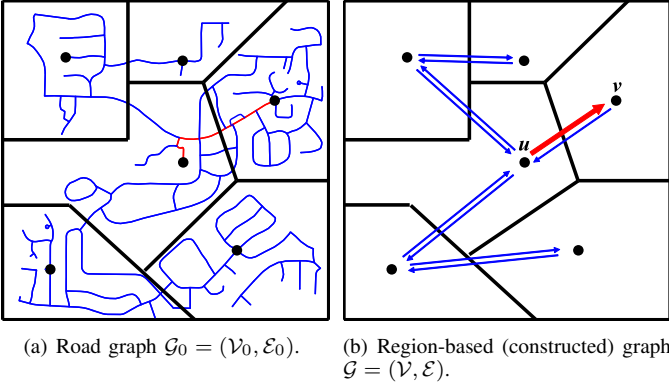 v
u
(a) Road graph 𝒢₀ = (𝒱₀, ℰ₀).
(b) Region-based (constructed) graph
𝒢 = (𝒱, ℰ).